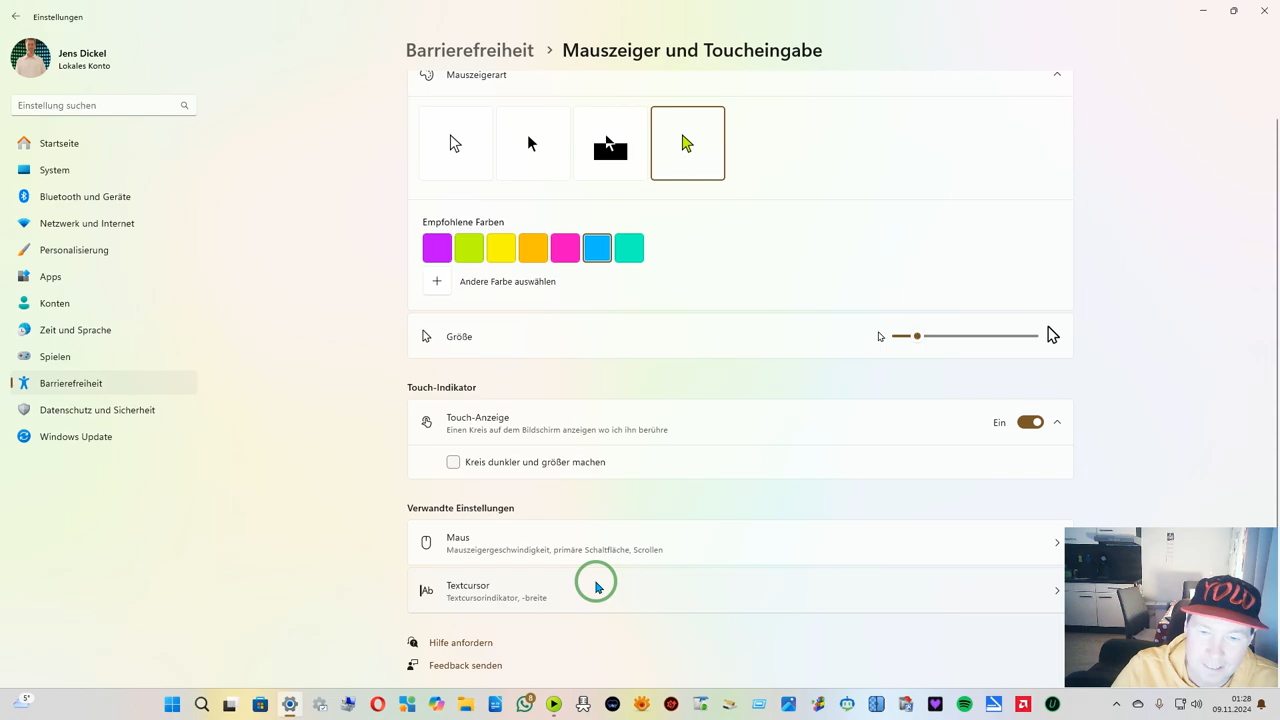 Einstellungen
Jens Dickel
Lokales Konto
Einstellung suchen
Startseite
System
Bluetooth und Geräte
Netzwerk und Internet
Personalisierung
Apps
Konten
Zeit und Sprache
Spielen
Barrierefreiheit
Datenschutz und Sicherheit
Windows Update
Barrierefreiheit > Mauszeiger und Toucheingabe
Mauszeigerart
Empfohlene Farben
+ Andere Farbe auswählen
Größe
Touch-Indikator
Touch-Anzeige
Einen Kreis auf dem Bildschirm anzeigen wo ich ihn berühre
Ein
Kreis dunkler und größer machen
Verwandte Einstellungen
Maus
Mauszeigergeschwindigkeit, primäre Schaltfläche, Scrollen
Ab
Textcursor
Textcursorindikator, -breite
Hilfe anfordern
Feedback senden
YOLO
5°
8
01:28
09.11.2024